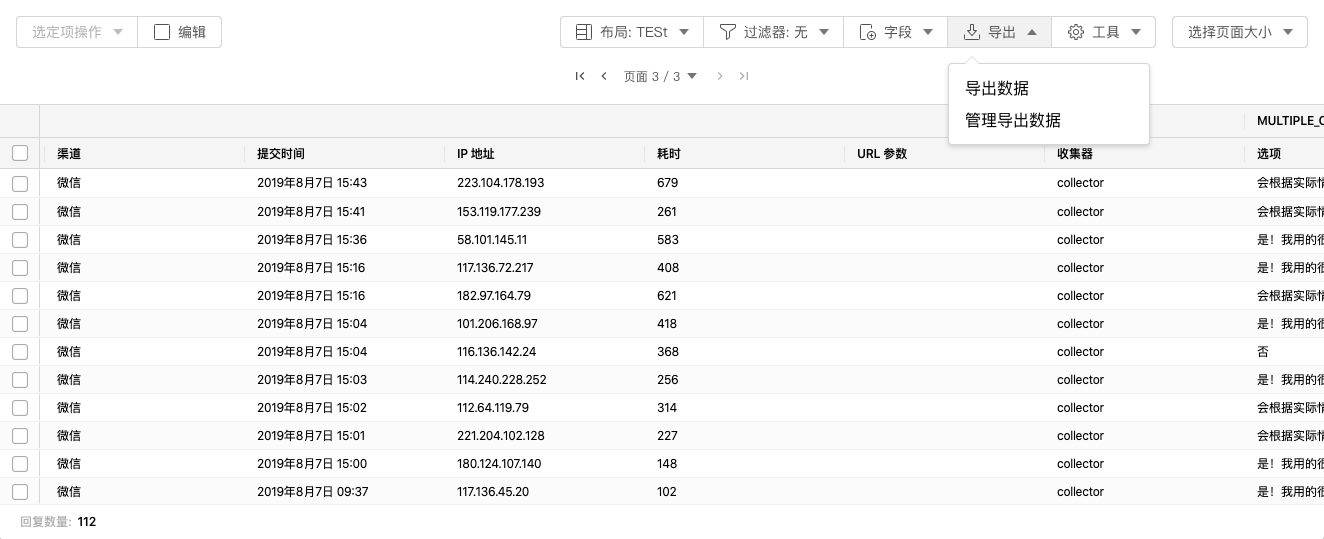 选定项操作 编辑 布局: TESt 过滤器: 无 字段 导出 工具 选择页面大小
页面 3 / 3
导出数据
管理导出数据
MULTIPLE_C
渠道 提交时间 IP 地址 耗时 URL 参数 收集器 选项
微信 2019年8月7日 15:43 223.104.178.193 679 collector 会根据实际情
微信 2019年8月7日 15:41 153.119.177.239 261 collector 会根据实际情
微信 2019年8月7日 15:36 58.101.145.11 583 collector 是！我用的很
微信 2019年8月7日 15:16 117.136.72.217 408 collector 是！我用的很
微信 2019年8月7日 15:16 182.97.164.79 621 collector 会根据实际情
微信 2019年8月7日 15:04 101.206.168.97 418 collector 是！我用的很
微信 2019年8月7日 15:04 116.136.142.24 368 collector 否
微信 2019年8月7日 15:03 114.240.228.252 256 collector 是！我用的很
微信 2019年8月7日 15:02 112.64.119.79 314 collector 会根据实际情
微信 2019年8月7日 15:01 221.204.102.128 227 collector 会根据实际情
微信 2019年8月7日 15:00 180.124.107.140 148 collector 是！我用的很
微信 2019年8月7日 09:37 117.136.45.20 102 collector 是！我用的很
回复数量: 112